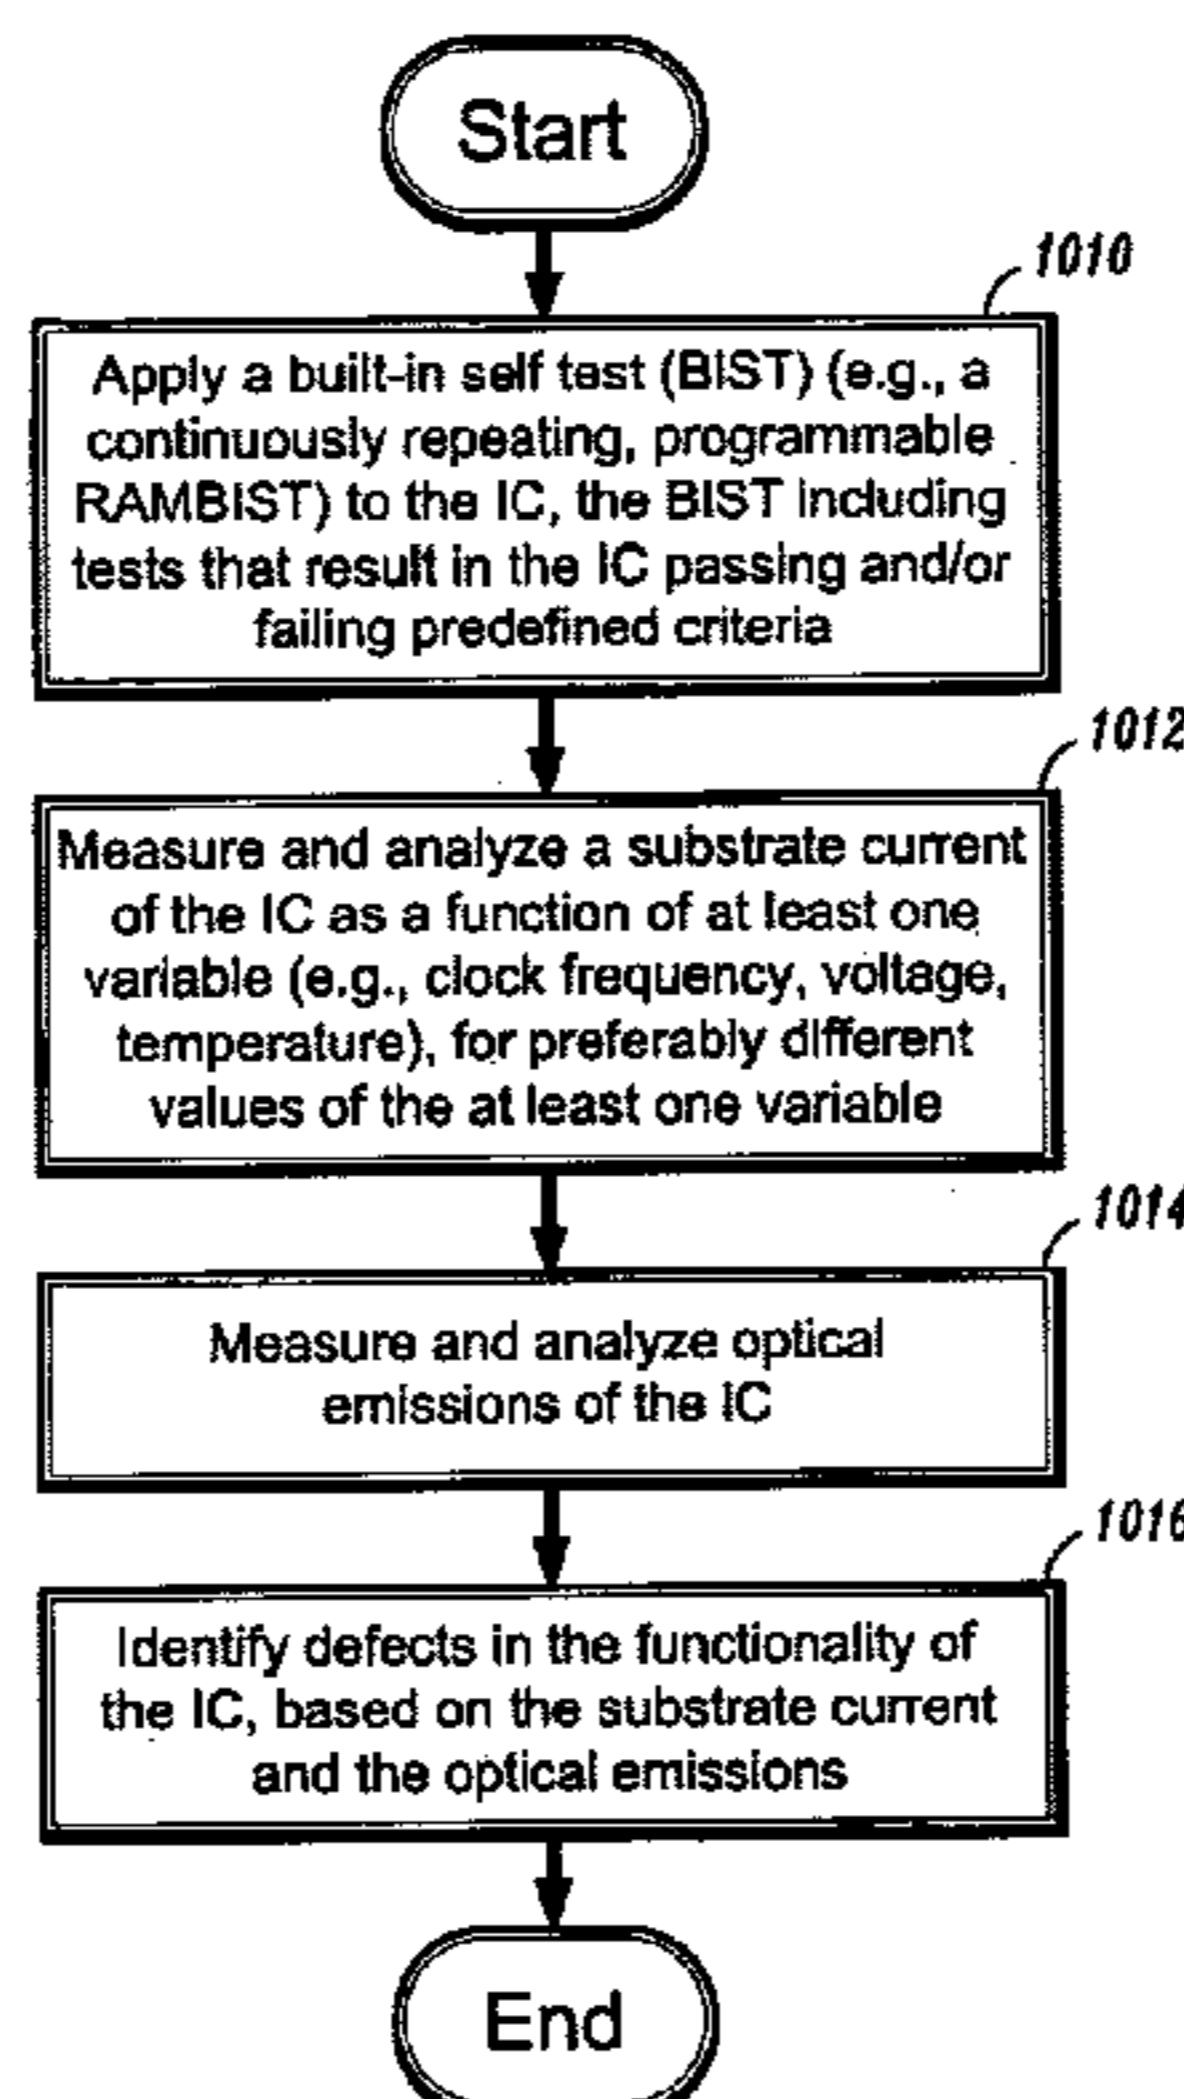 Start
1010
Apply a built-in self test (BIST) (e.g., a
continuously repeating, programmable
RAMBIST) to the IC, the BIST including
tests that result in the IC passing and/or
failing predefined criteria
1012
Measure and analyze a substrate current
of the IC as a function of at least one
variable (e.g., clock frequency, voltage,
temperature), for preferably different
values of the at least one variable
1014
Measure and analyze optical
emissions of the IC
1016
Identify defects in the functionality of
the IC, based on the substrate current
and the optical emissions
End